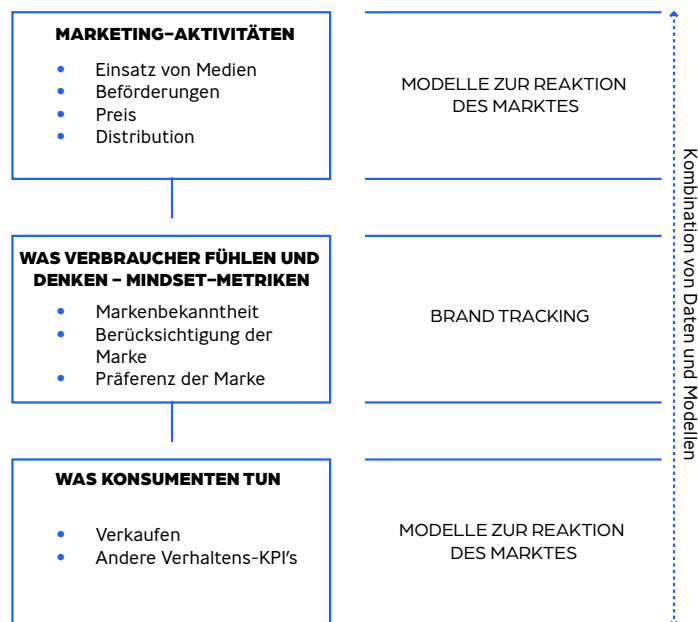 MARKETING-AKTIVITÄTEN
• Einsatz von Medien
• Beförderungen
• Preis
• Distribution
MODELLE ZUR REAKTION
DES MARKTES
WAS VERBRAUCHER FÜHLEN UND
DENKEN – MINDSET-METRIKEN
• Markenbekanntheit
• Berücksichtigung der
Marke
• Präferenz der Marke
BRAND TRACKING
WAS KONSUMENTEN TUN
• Verkaufen
• Andere Verhaltens-KPI's
MODELLE ZUR REAKTION
DES MARKTES
Kombination von Daten und Modellen